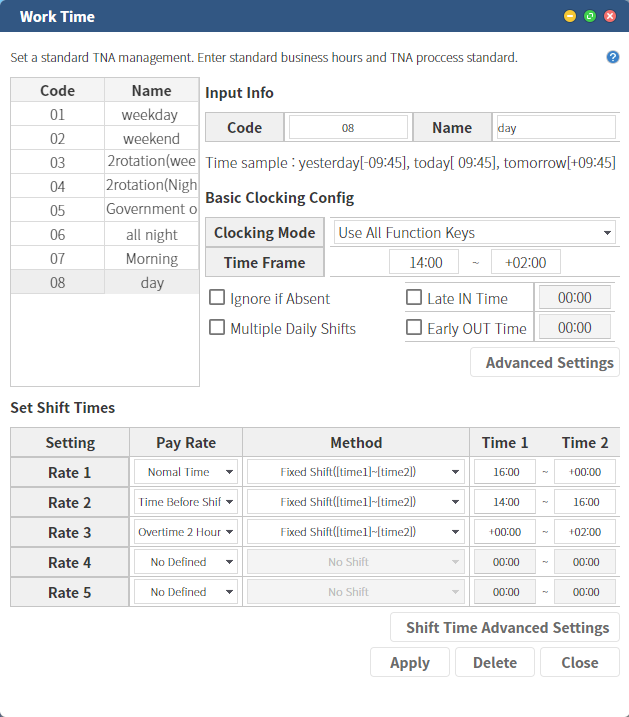 Work Time
Set a standard TNA management. Enter standard business hours and TNA proccess standard.
Code Name
01 weekday
02 weekend
03 2rotation(wee
04 2rotation(Nigh
05 Government o
06 all night
07 Morning
08 day
Input Info
Code 08 Name day
Time sample : yesterday[-09:45], today[ 09:45], tomorrow[+09:45]
Basic Clocking Config
Clocking Mode Use All Function Keys
Time Frame 14:00 ~ +02:00
Ignore if Absent Late IN Time 00:00
Multiple Daily Shifts Early OUT Time 00:00
Advanced Settings
Set Shift Times
Setting Pay Rate Method Time 1 Time 2
Rate 1 Nomal Time Fixed Shift([time1]~[time2]) 16:00 ~ +00:00
Rate 2 Time Before Shif Fixed Shift([time1]~[time2]) 14:00 ~ 16:00
Rate 3 Overtime 2 Hour Fixed Shift([time1]~[time2]) +00:00 ~ +02:00
Rate 4 No Defined No Shift 00:00 ~ 00:00
Rate 5 No Defined No Shift 00:00 ~ 00:00
Shift Time Advanced Settings
Apply Delete Close